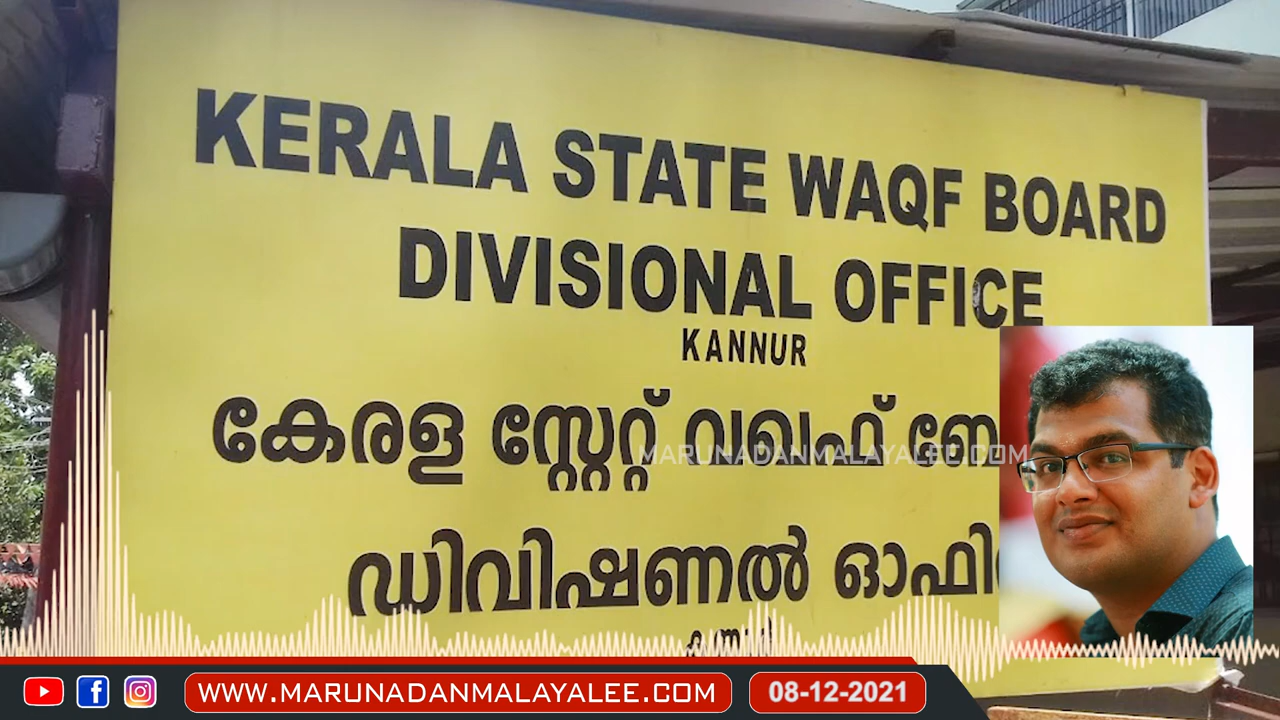 KERALA STATE WAQF BOARD
DIVISIONAL OFFICE
KANNUR
കേരള സ്റ്റേറ്റ് വഖഫ്
MARUNADANMALAYALEE.COM
ഡിവിഷണൽ
WWW.MARUNADANMALAYALEE.COM
08-12-2021